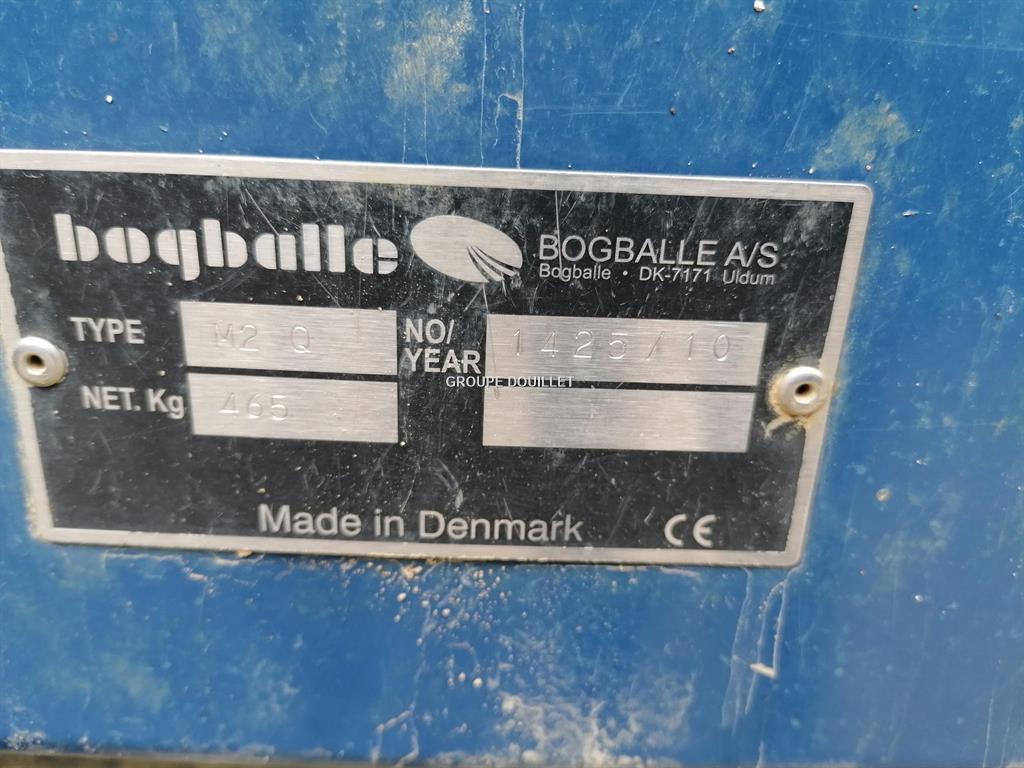 bogballe
BOGBALLE A/S
Bogballe · DK-7171 Uldum
TYPE M2 Q NO/YEAR 1425/10
GROUPE DOUILLET
NET. Kg 465
Made in Denmark CE